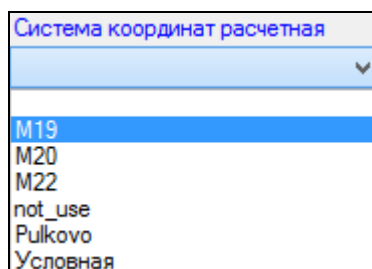 Система координат расчетная
M19
M20
M22
not_use
Pulkovo
Условная